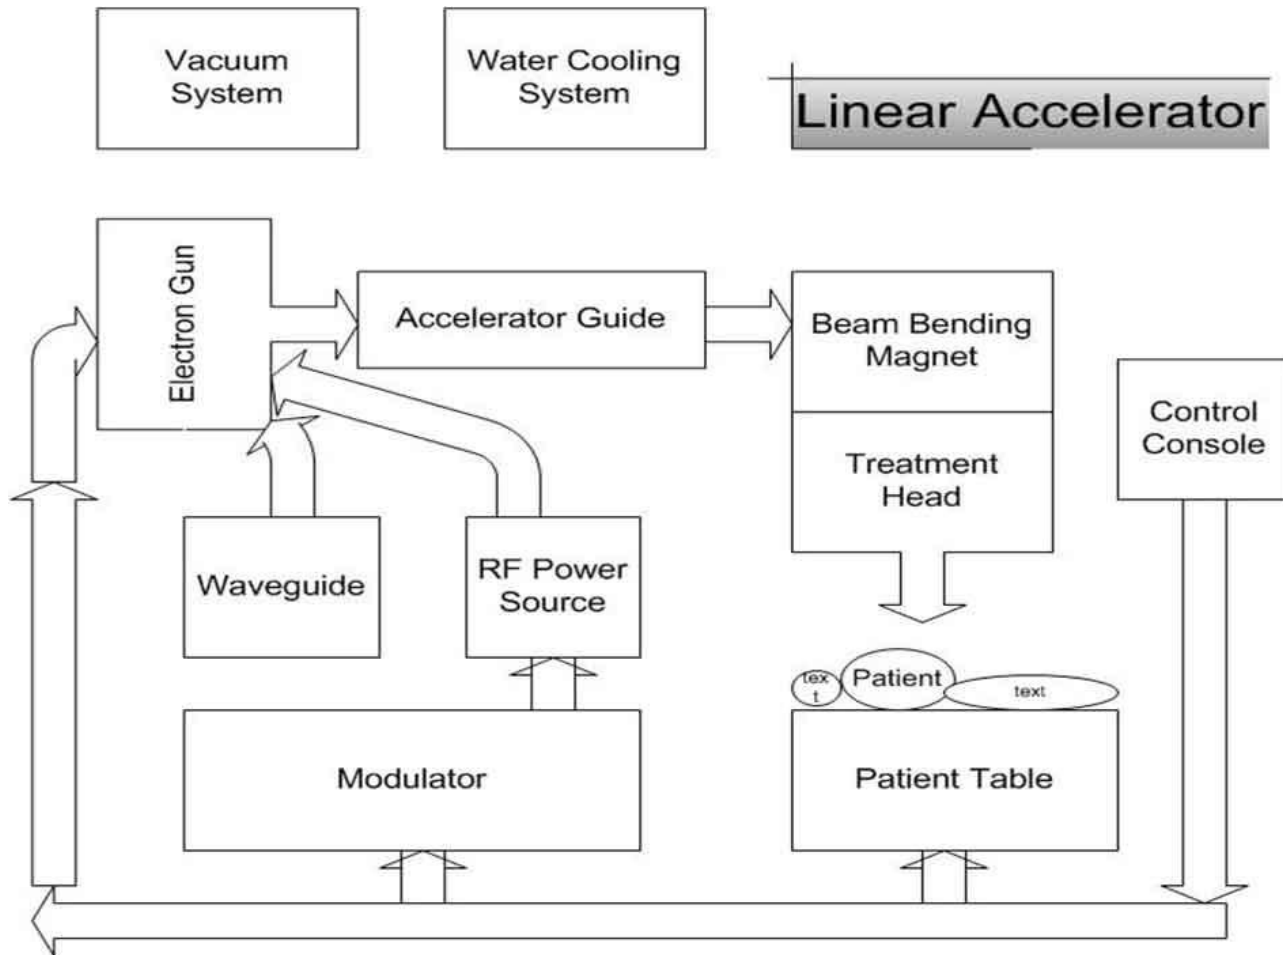 Vacuum
System
Water Cooling
System
Linear Accelerator
Electron Gun
Accelerator Guide
Beam Bending
Magnet
Control
Console
Treatment
Head
Waveguide
RF Power
Source
tex
t
Patient
text
Modulator
Patient Table